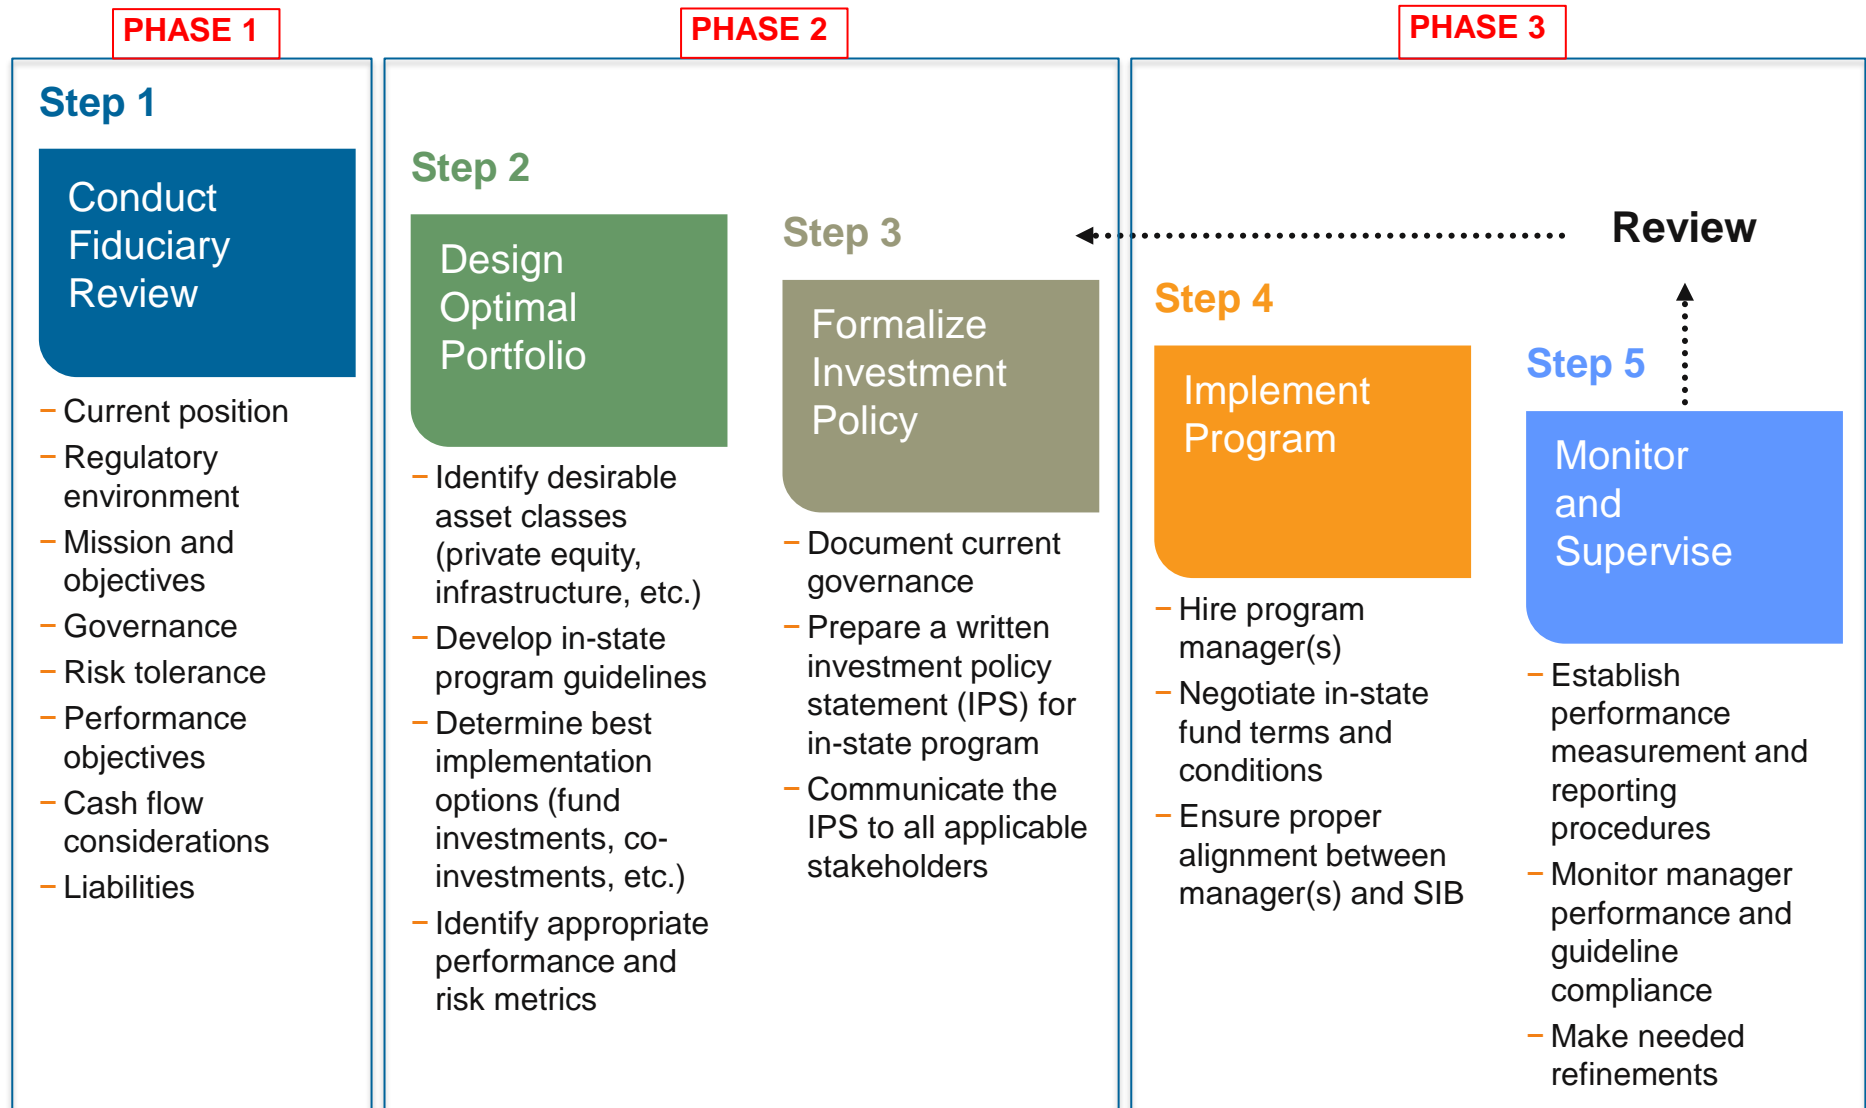 PHASE 1
Step 1
Conduct
Fiduciary
Review
− Current position
− Regulatory
environment
− Mission and
objectives
− Governance
− Risk tolerance
− Performance
objectives
− Cash flow
considerations
− Liabilities
PHASE 2
Step 2
Design
Optimal
Portfolio
− Identify desirable
asset classes
(private equity,
infrastructure, etc.)
− Develop in-state
program guidelines
− Determine best
implementation
options (fund
investments, co-
investments, etc.)
− Identify appropriate
performance and
risk metrics
Step 3
Formalize
Investment
Policy
− Document current
governance
− Prepare a written
investment policy
statement (IPS) for
in-state program
− Communicate the
IPS to all applicable
stakeholders
PHASE 3
Review
Step 4
Implement
Program
− Hire program
manager(s)
− Negotiate in-state
fund terms and
conditions
− Ensure proper
alignment between
manager(s) and SIB
Step 5
Monitor
and
Supervise
− Establish
performance
measurement and
reporting
procedures
− Monitor manager
performance and
guideline
compliance
− Make needed
refinements